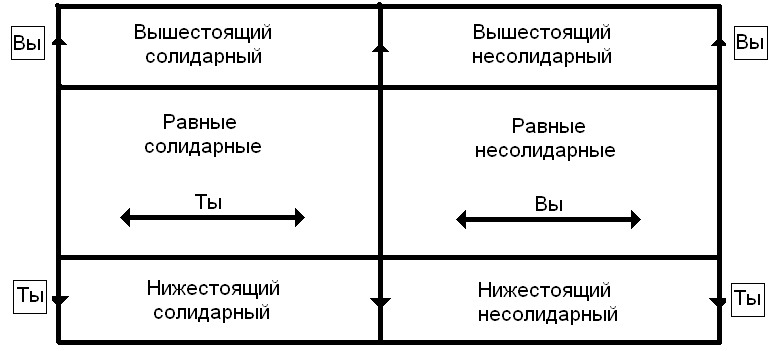 Вы
Вышестоящий
солидарный
Вышестоящий
несолидарный
Вы
Равные
солидарные
Равные
несолидарные
Ты
Вы
Ты
Нижестоящий
солидарный
Нижестоящий
несолидарный
Ты